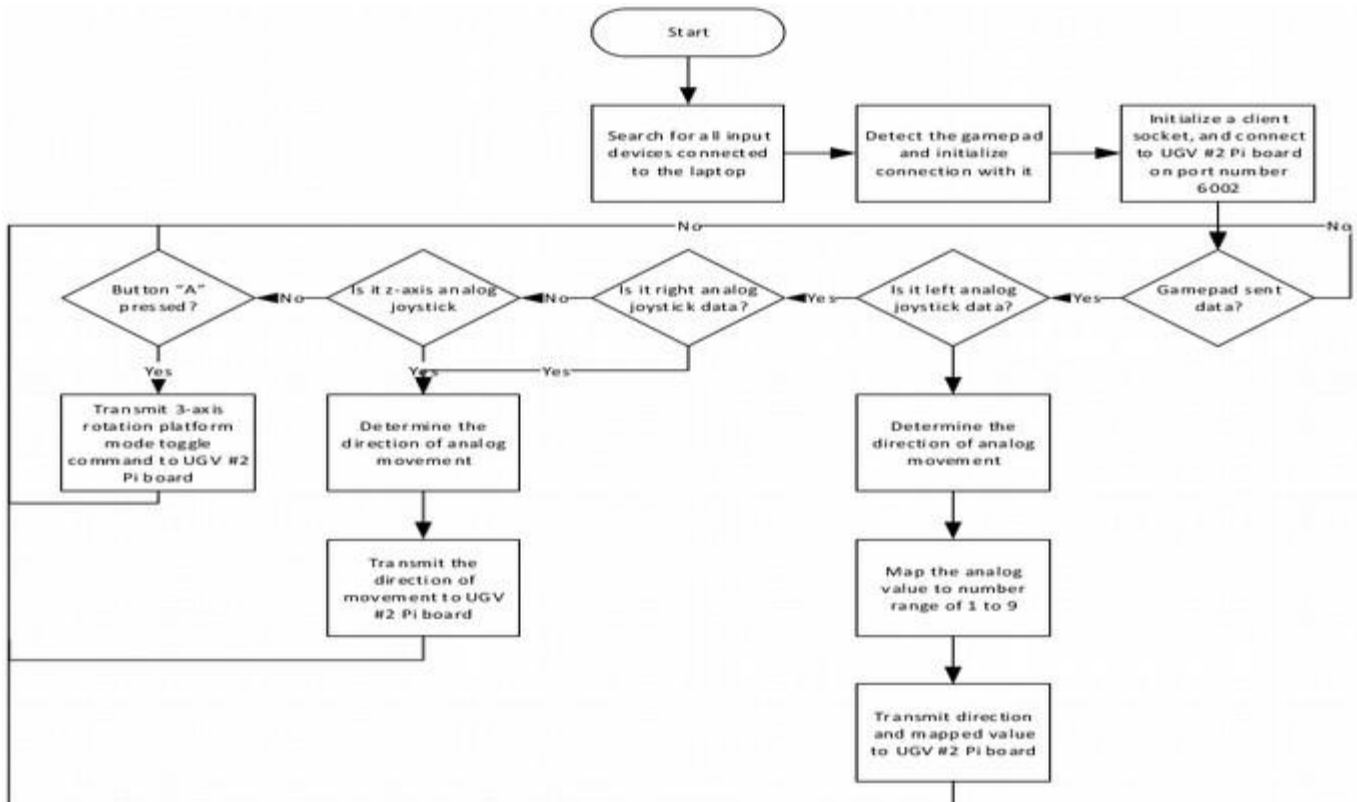 Start
Search for all input
devices connected
to the laptop
Detect the gamepad
and initialize
connection with it
Initialize a client
socket, and connect
to UGV #2 Pi board
on port number
6002
No
No
Button "A"
pressed?
No
Is it z-axis analog
joystick
No
Is it right analog
joystick data?
Yes
Is it left analog
joystick data?
Yes
Gamepad sent
data?
Yes
Yes
Yes
Transmit 3-axis
rotation platform
mode toggle
command to UGV #2
Pi board
Determine the
direction of analog
movement
Determine the
direction of analog
movement
Transmit the
direction of
movement to UGV
#2 Pi board
Map the analog
value to number
range of 1 to 9
Transmit direction
and mapped value
to UGV #2 Pi board